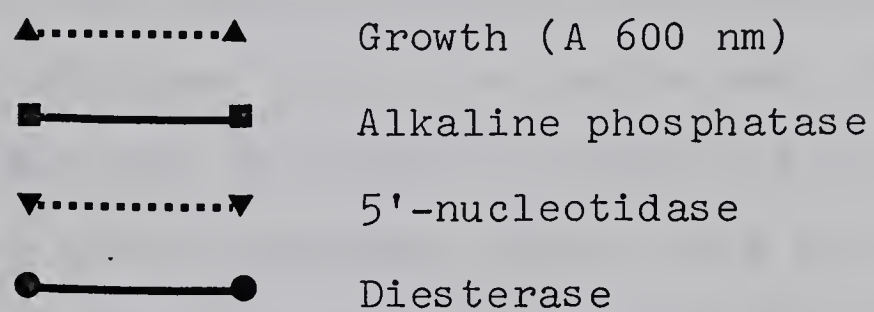 Growth (A 600 nm)
Alkaline phosphatase
5'-nucleotidase
Diesterase